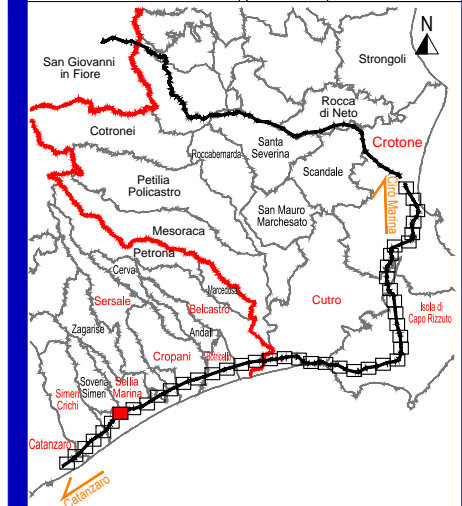 N
San Giovanni
in Fiore
Strongoli
Rocca
di Neto
Cotronei
Crotone
Santa
Severina
Roccabernarda
Scandale
Petilia
Policastro
Ciro Marina
San Mauro
Marchesato
Mesoraca
Petrona
Cerva
Marcedusa
Sersale
Belcastro
Cutro
Isola di
Capo Rizzuto
Andali
Zagarise
Cropani
Botricello
Soveria
Simeri
Sellia
Marina
Simeri
Crichi
Catanzaro
Catanzaro